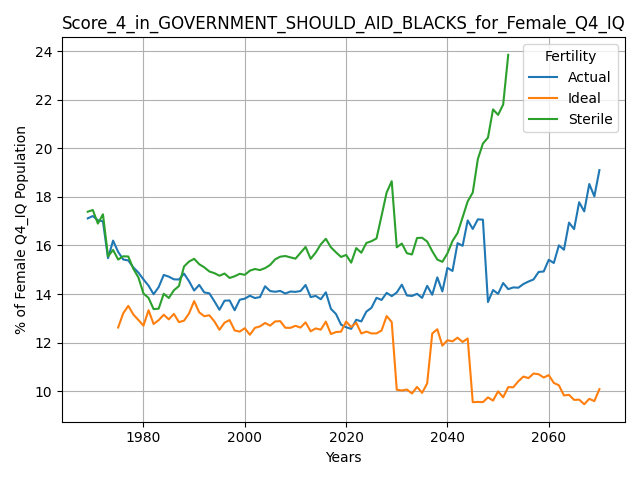 Score_4_in_GOVERNMENT_SHOULD_AID_BLACKS_for_Female_Q4_IQ
Fertility
Actual
Ideal
Sterile
% of Female Q4_IQ Population
24
22
20
18
16
14
12
10
1980
2000
2020
2040
2060
Years